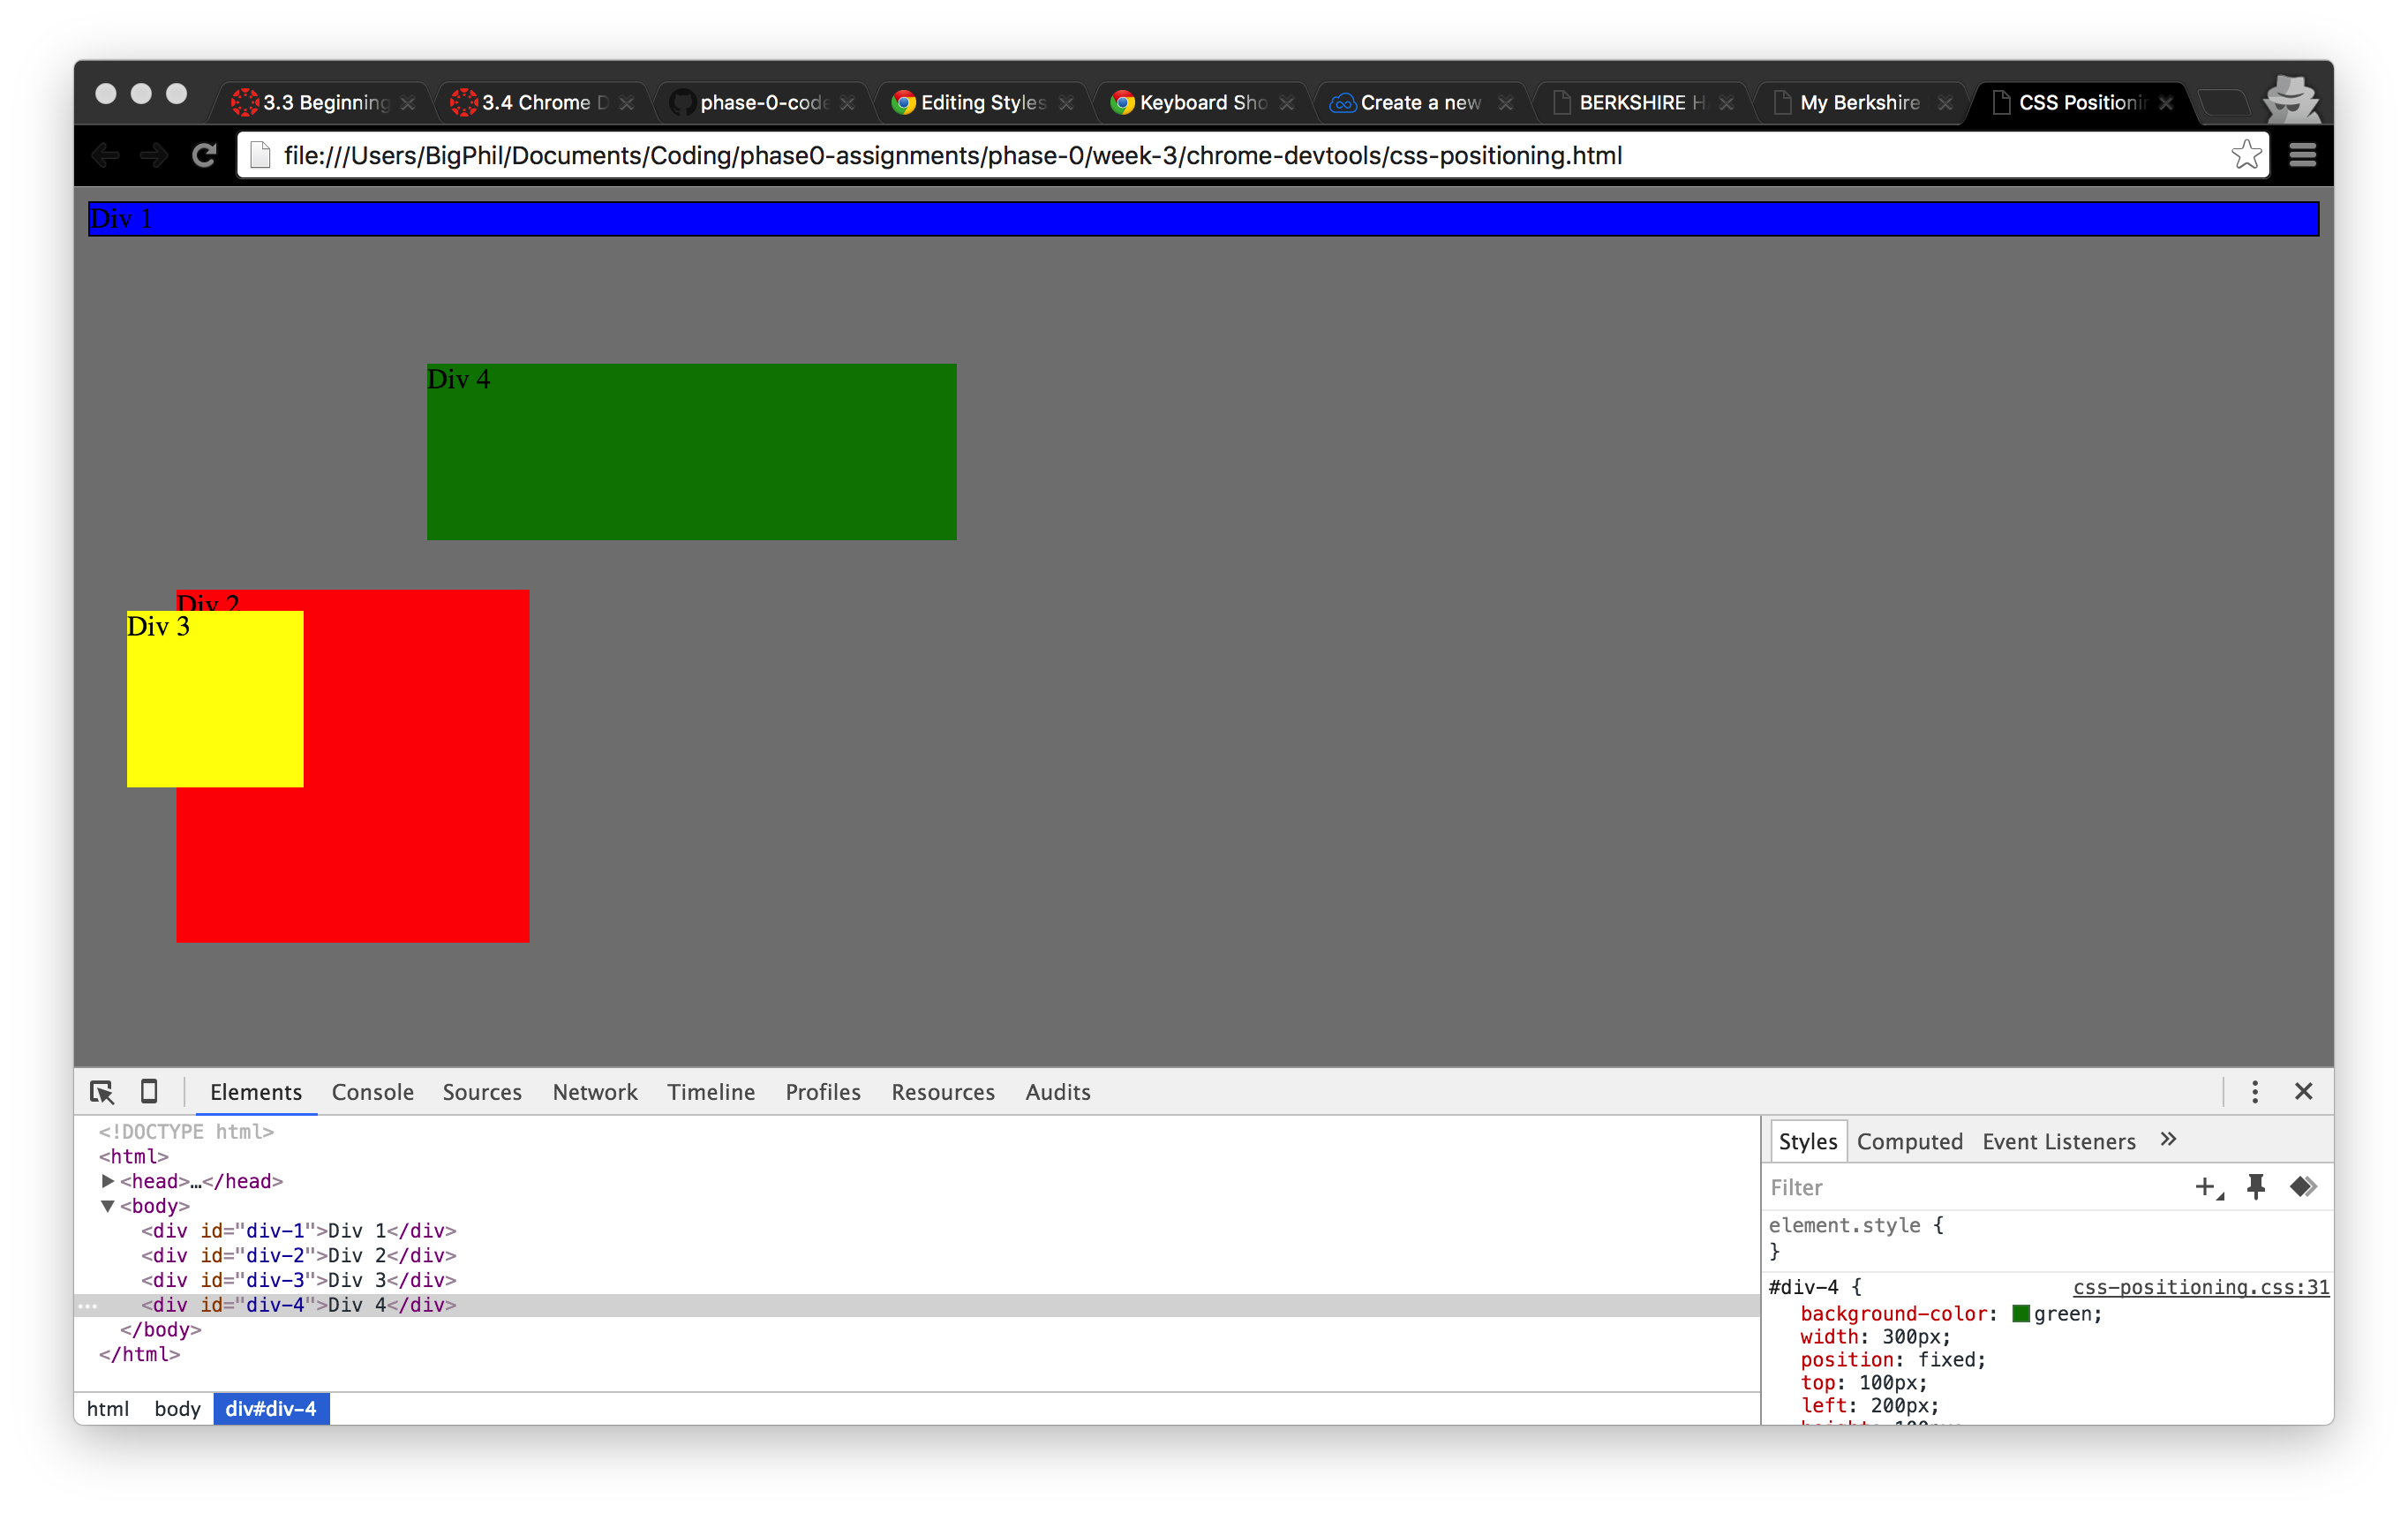 3.3 Beginning
3.4 Chrome D
phase-0-code
Editing Styles
Keyboard Sho
Create a new
BERKSHIRE H
My Berkshire
CSS Positionin
file:///Users/BigPhil/Documents/Coding/phase0-assignments/phase-0/week-3/chrome-devtools/css-positioning.html
Div 1
Div 4
Div 2
Div 3
Elements Console Sources Network Timeline Profiles Resources Audits
<!DOCTYPE html>
<html>
<head>…</head>
<body>
<div id="div-1">Div 1</div>
<div id="div-2">Div 2</div>
<div id="div-3">Div 3</div>
<div id="div-4">Div 4</div>
</body>
</html>
html body div#div-4
Styles Computed Event Listeners »
Filter
element.style {
}
#div-4 { css-positioning.css:31
background-color: green;
width: 300px;
position: fixed;
top: 100px;
left: 200px;
height: 100px;